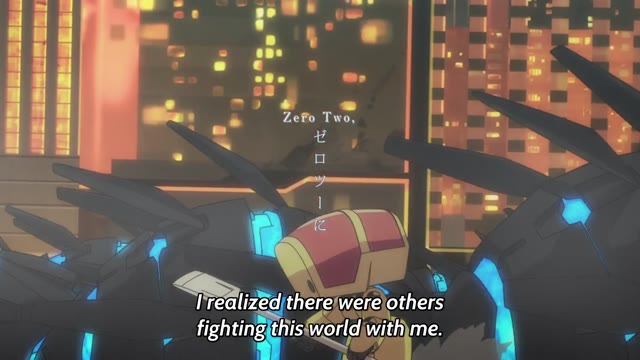 Zero Two,
ゼロツーに
I realized there were others
fighting this world with me.